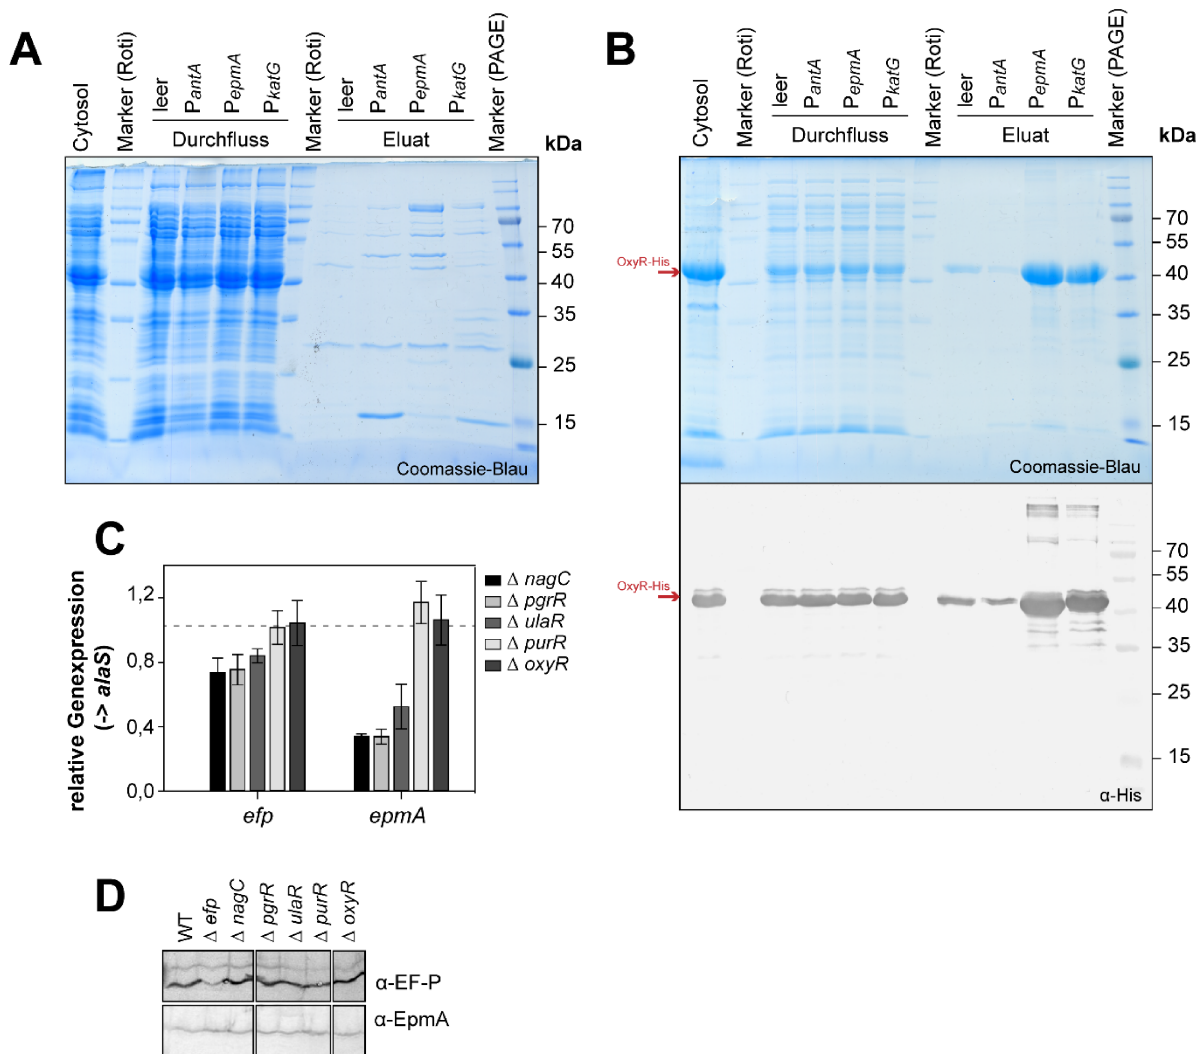 A
Cytosol
Marker (Roti)
leer
PantA
PepmA
PkatG
Durchfluss
Marker (Roti)
leer
PantA
PepmA
PkatG
Eluat
Marker (PAGE)
kDa
70
55
40
35
25
15
Coomassie-Blau
B
Cytosol
Marker (Roti)
leer
PantA
PepmA
PkatG
Durchfluss
Marker (Roti)
leer
PantA
PepmA
PkatG
Eluat
Marker (PAGE)
kDa
OxyR-His
70
55
40
35
25
15
Coomassie-Blau
OxyR-His
70
55
40
35
25
15
α-His
C
relative Genexpression
(-> alaS)
1,2
0,8
0,4
0,0
efp
epmA
Δ nagC
Δ pgrR
Δ ulaR
Δ purR
Δ oxyR
D
WT
Δ efp
Δ nagC
Δ pgrR
Δ ulaR
Δ purR
Δ oxyR
α-EF-P
α-EpmA